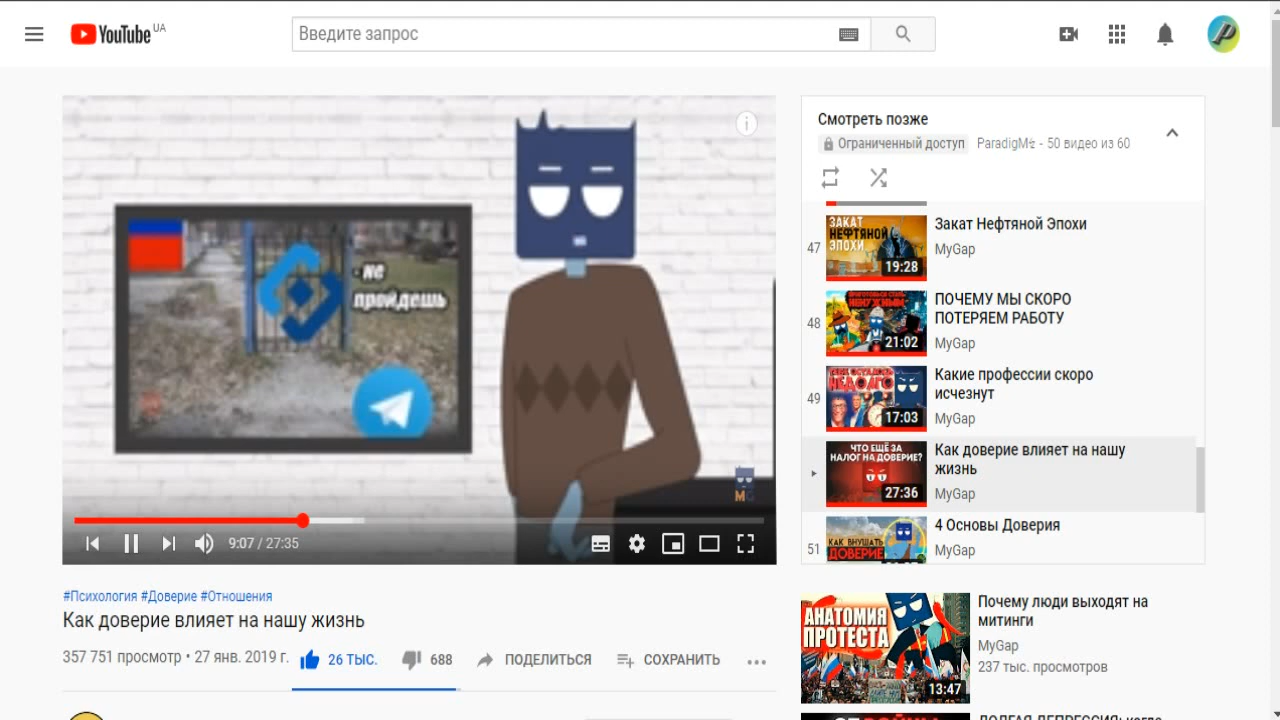 YouTube UA
Введите запрос
- не
пройдешь
MG
9:07 / 27:35
#Психология #Доверие #Отношения
Как доверие влияет на нашу жизнь
357 751 просмотр • 27 янв. 2019 г.
26 ТЫС.
688
ПОДЕЛИТЬСЯ
СОХРАНИТЬ
Смотреть позже
Ограниченный доступ
ParadigM½ - 50 видео из 60
47
ЗАКАТ
НЕФТЯНОЙ
ЭПОХИ
19:28
Закат Нефтяной Эпохи
MyGap
48
21:02
ПОЧЕМУ МЫ СКОРО
ПОТЕРЯЕМ РАБОТУ
MyGap
49
НЕДОЛГО
17:03
Какие профессии скоро
исчезнут
MyGap
ЧТО ЕЩЁ ЗА
НАЛОГ НА ДОВЕРИЕ?
27:36
Как доверие влияет на нашу
жизнь
MyGap
51
КАК ВНУШАТЬ
ДОВЕРИЕ
4 Основы Доверия
MyGap
АНАТОМИЯ
ПРОТЕСТА
13:47
Почему люди выходят на
митинги
MyGap
237 тыс. просмотров